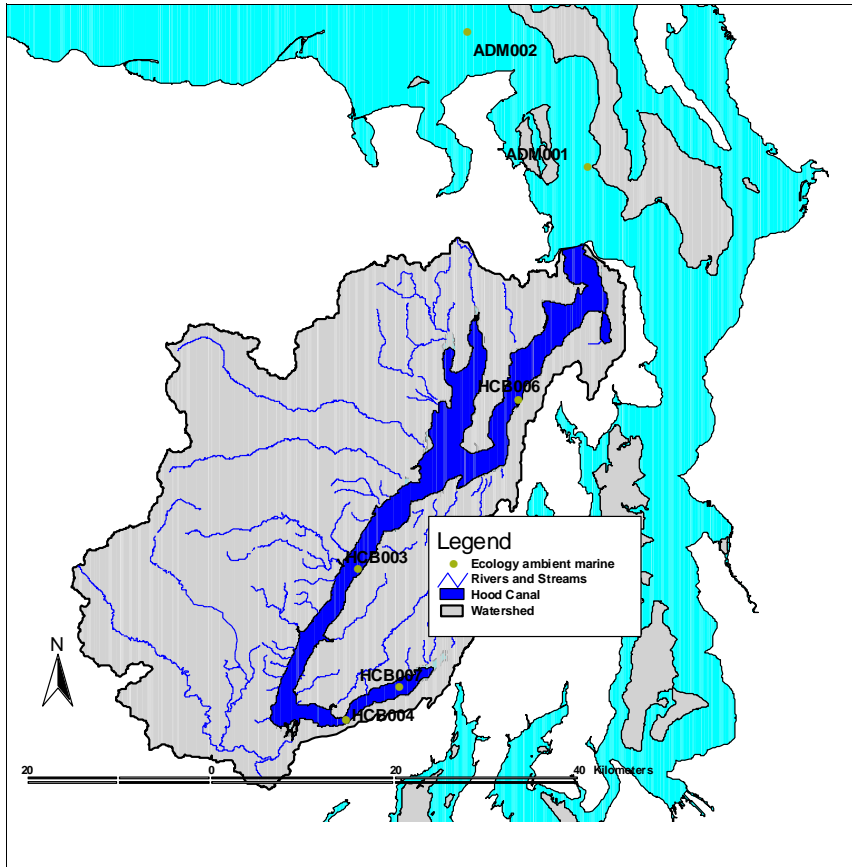 ADM002
ADM001
HCB006
Legend
Ecology ambient marine
Rivers and Streams
Hood Canal
Watershed
HCB003
N
HCB007
HCB004
20 0 20 40 Kilometers